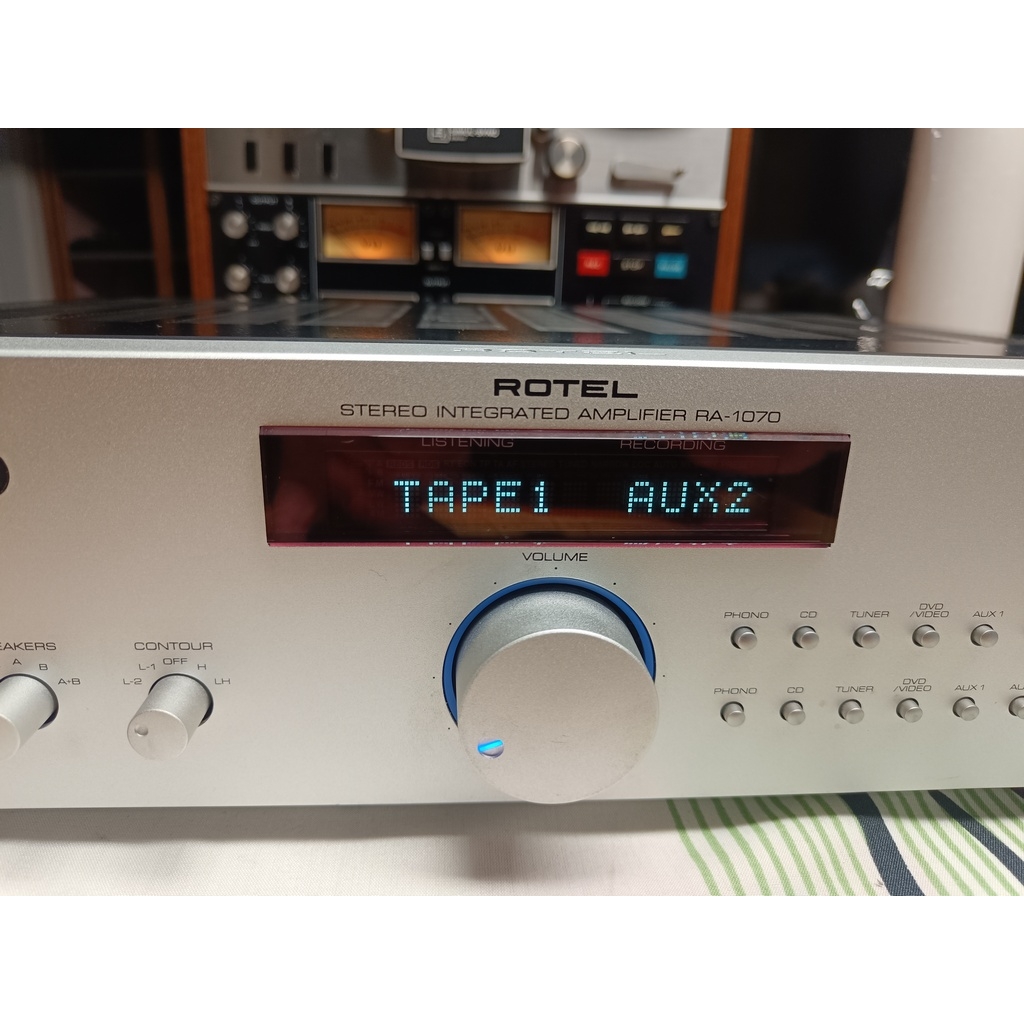 ROTEL
STEREO INTEGRATED AMPLIFIER RA-1070
LISTENING RECORDING
TAPE1 AUX2
VOLUME
PHONO CD TUNER DVD /VIDEO AUX 1
EAKERS
A B A+B
CONTOUR
L-2 L-1 OFF H LH
PHONO CD TUNER DVD /VIDEO AUX 1